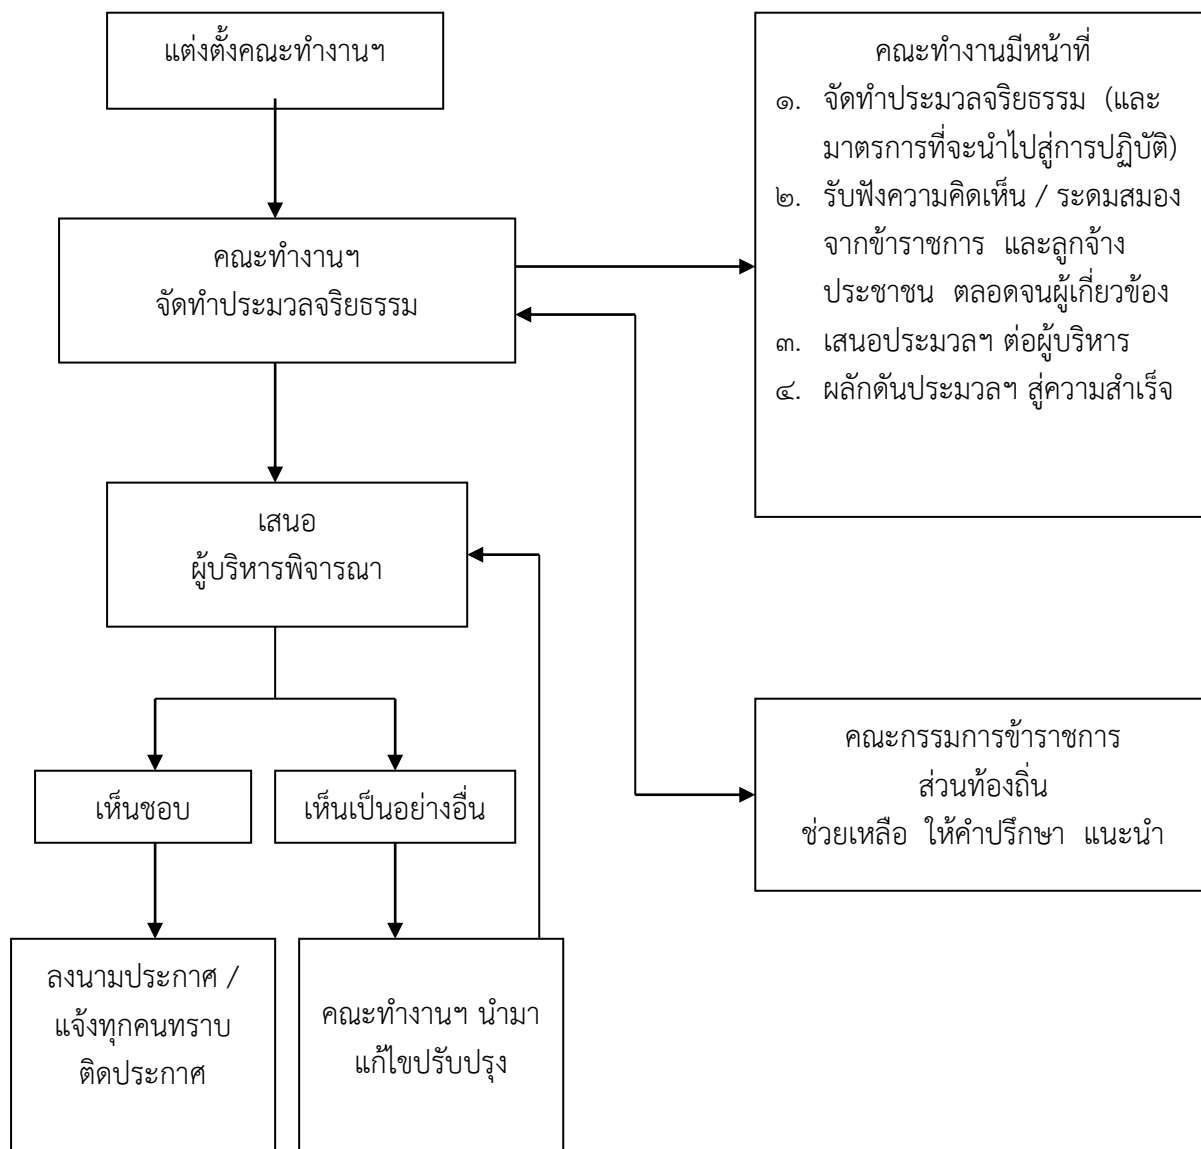 แต่งตั้งคณะทำงานฯ
คณะทำงานฯ
จัดทำประมวลจริยธรรม
คณะทำงานมีหน้าที่
๑. จัดทำประมวลจริยธรรม (และ
มาตรการที่จะนำไปสู่การปฏิบัติ)
๒. รับฟังความคิดเห็น / ระดมสมอง
จากข้าราชการ และลูกจ้าง
ประชาชน ตลอดจนผู้เกี่ยวข้อง
๓. เสนอประมวลฯ ต่อผู้บริหาร
๔. ผลักดันประมวลฯ สู่ความสำเร็จ
เสนอ
ผู้บริหารพิจารณา
คณะกรรมการข้าราชการ
ส่วนท้องถิ่น
ช่วยเหลือ ให้คำปรึกษา แนะนำ
เห็นชอบ
เห็นเป็นอย่างอื่น
ลงนามประกาศ /
แจ้งทุกคนทราบ
ติดประกาศ
คณะทำงานฯ นำมา
แก้ไขปรับปรุง